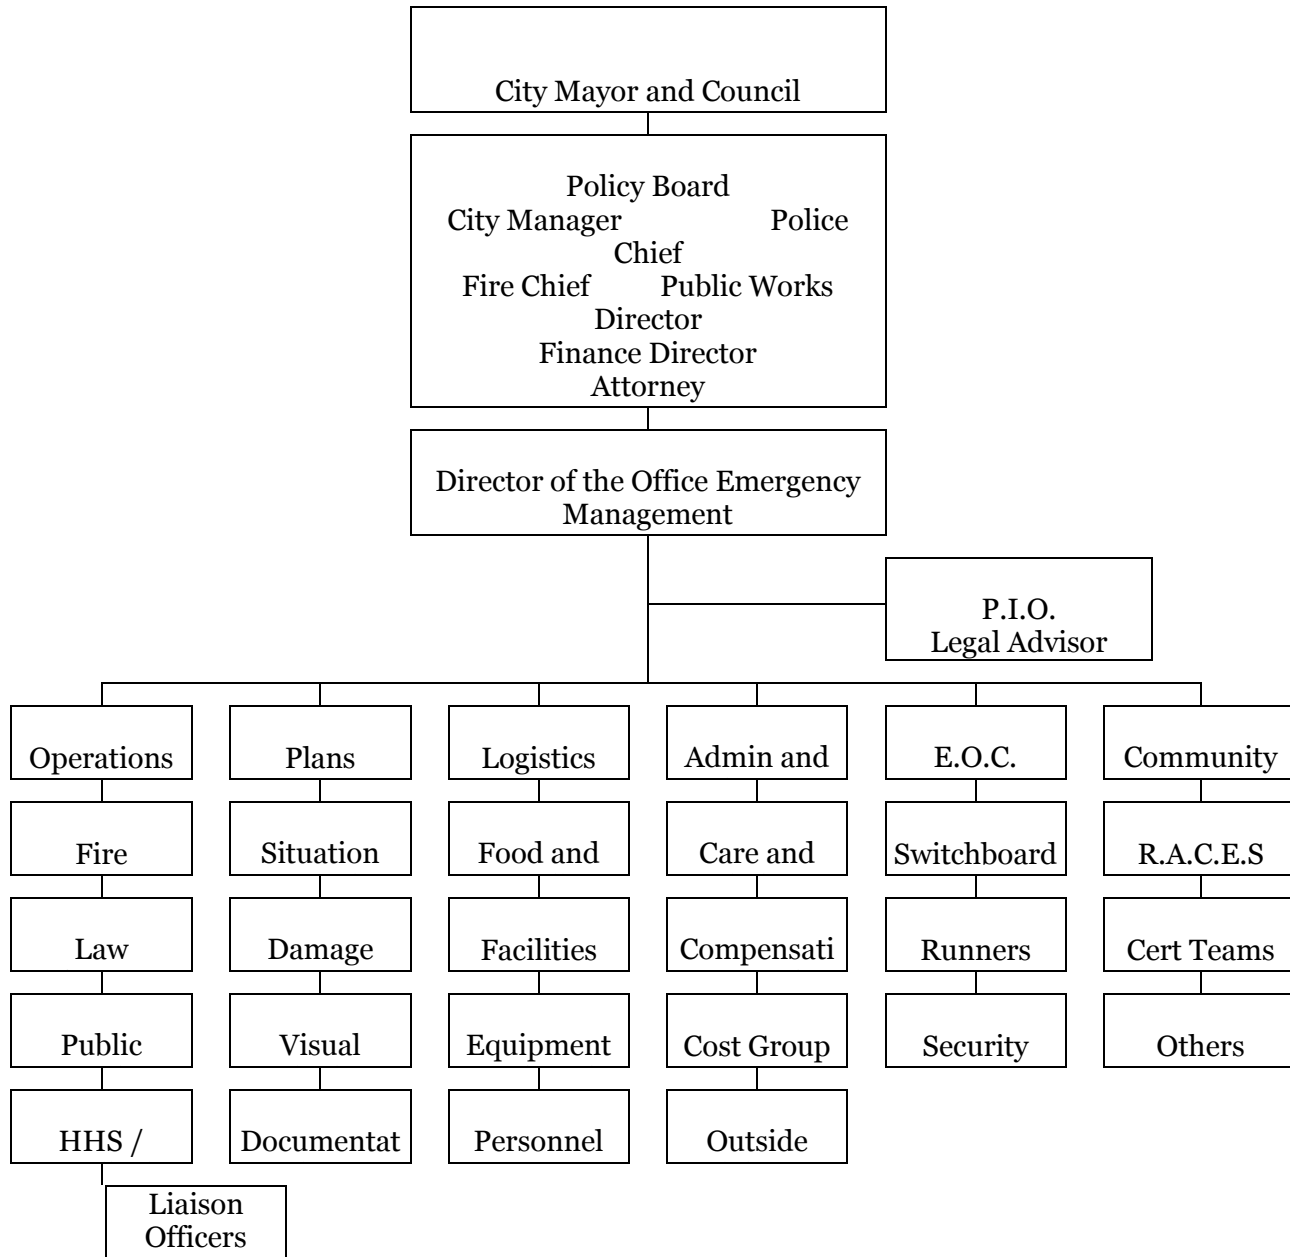 City Mayor and Council
Policy Board
City Manager Police
Chief
Fire Chief Public Works
Director
Finance Director
Attorney
Director of the Office Emergency
Management
P.I.O.
Legal Advisor
Operations
Plans
Logistics
Admin and
E.O.C.
Community
Fire
Situation
Food and
Care and
Switchboard
R.A.C.E.S
Law
Damage
Facilities
Compensati
Runners
Cert Teams
Public
Visual
Equipment
Cost Group
Security
Others
HHS /
Documentat
Personnel
Outside
Liaison
Officers